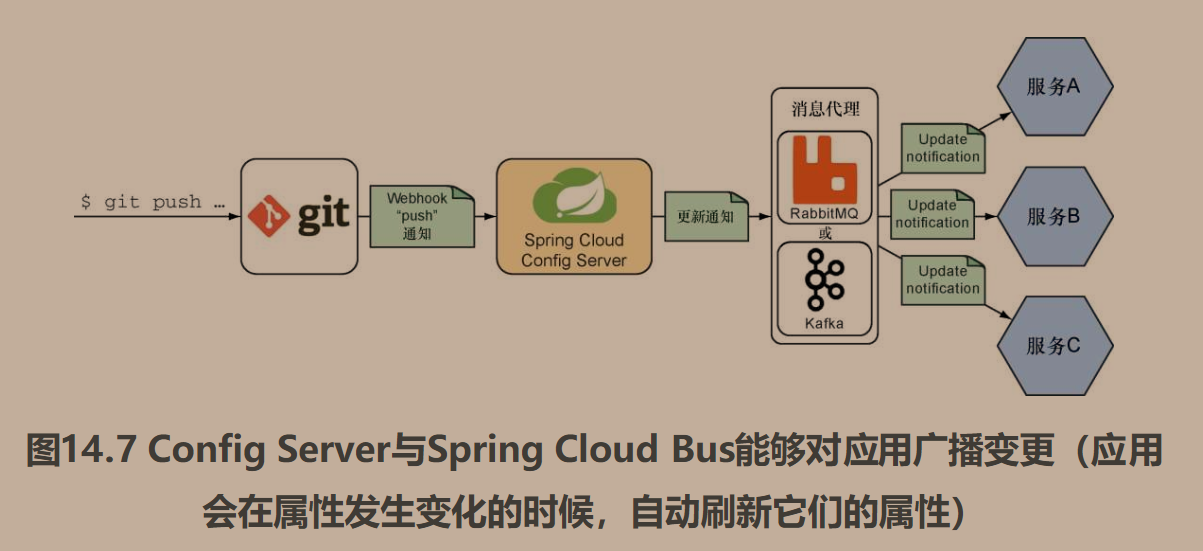 $ git push …
git
Webhook
“push”
通知
Spring Cloud
Config Server
更新通知
消息代理
RabbitMQ
或
Kafka
Update
notification
Update
notification
Update
notification
服务A
服务B
服务C
图14.7 Config Server与Spring Cloud Bus能够对应用广播变更（应用
会在属性发生变化的时候，自动刷新它们的属性）